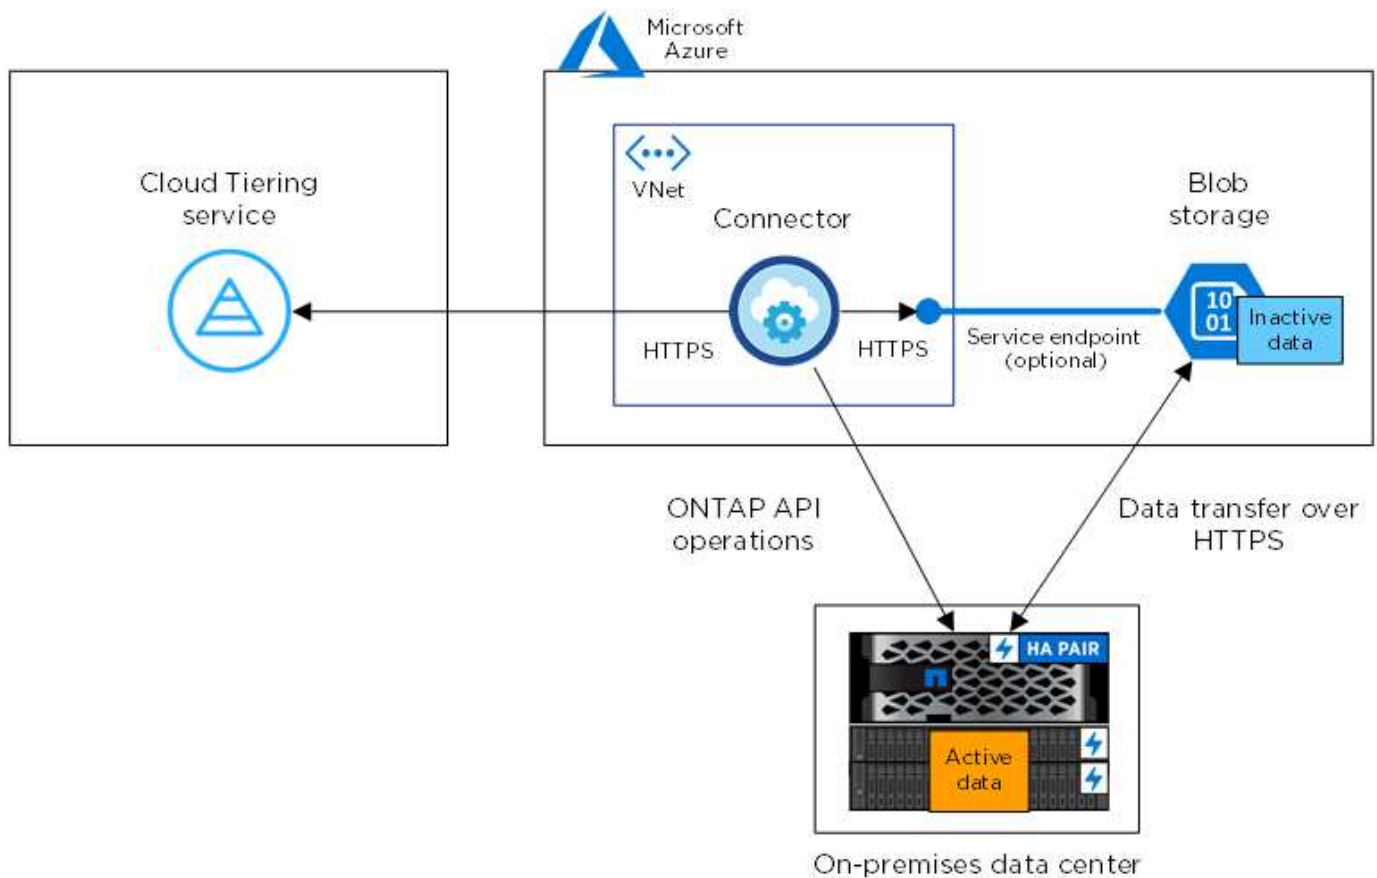 Microsoft
Azure
Cloud Tiering
service
VNet
Connector
Blob
storage
10
01
Inactive
data
HTTPS
HTTPS
Service endpoint
(optional)
ONTAP API
operations
Data transfer over
HTTPS
HA PAIR
Active
data
On-premises data center